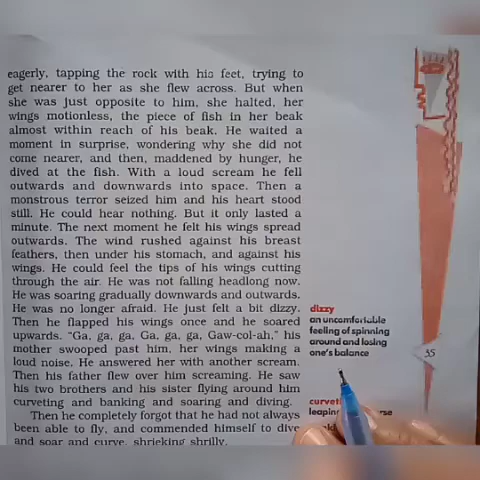 eagerly, tapping the rock with his feet, trying to
get nearer to her as she flew across. But when
she was just opposite to him, she halted, her
wings motionless, the piece of fish in her beak
almost within reach of his beak. He waited a
moment in surprise, wondering why she did not
come nearer, and then, maddened by hunger, he
dived at the fish. With a loud scream he fell
outwards and downwards into space. Then a
monstrous terror seized him and his heart stood
still. He could hear nothing. But it only lasted a
minute. The next moment he felt his wings spread
outwards. The wind rushed against his breast
feathers, then under his stomach, and against his
wings. He could feel the tips of his wings cutting
through the air. He was not falling headlong now.
He was soaring gradually downwards and outwards.
He was no longer afraid. He just felt a bit dizzy.
Then he flapped his wings once and he soared
upwards. “Ga, ga, ga, Ga, ga, ga, Gaw-col-ah,” his
mother swooped past him, her wings making a
loud noise. He answered her with another scream.
Then his father flew over him screaming. He saw
his two brothers and his sister flying around him
curveting and banking and soaring and diving.
Then he completely forgot that he had not always
been able to fly, and commended himself to dive
and soar and curve, shrieking shrilly.
dizzy
an uncomfortable
feeling of spinning
around and losing
one's balance
35